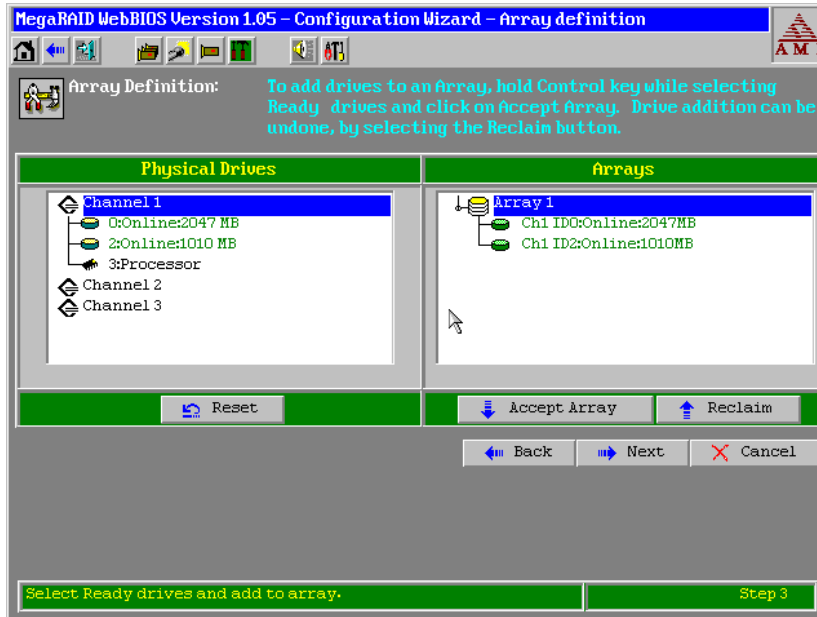 MegaRAID WebBIOS Version 1.05 – Configuration Wizard – Array definition
AM
Array Definition:
To add drives to an Array, hold Control key while selecting
Ready drives and click on Accept Array. Drive addition can be
undone, by selecting the Reclaim button.
Physical Drives
Arrays
Channel 1
0:Online:2047 MB
2:Online:1010 MB
3:Processor
Channel 2
Channel 3
Array 1
Ch1 ID0:Online:2047MB
Ch1 ID2:Online:1010MB
Reset
Accept Array
Reclaim
Back
Next
Cancel
Select Ready drives and add to array.
Step 3